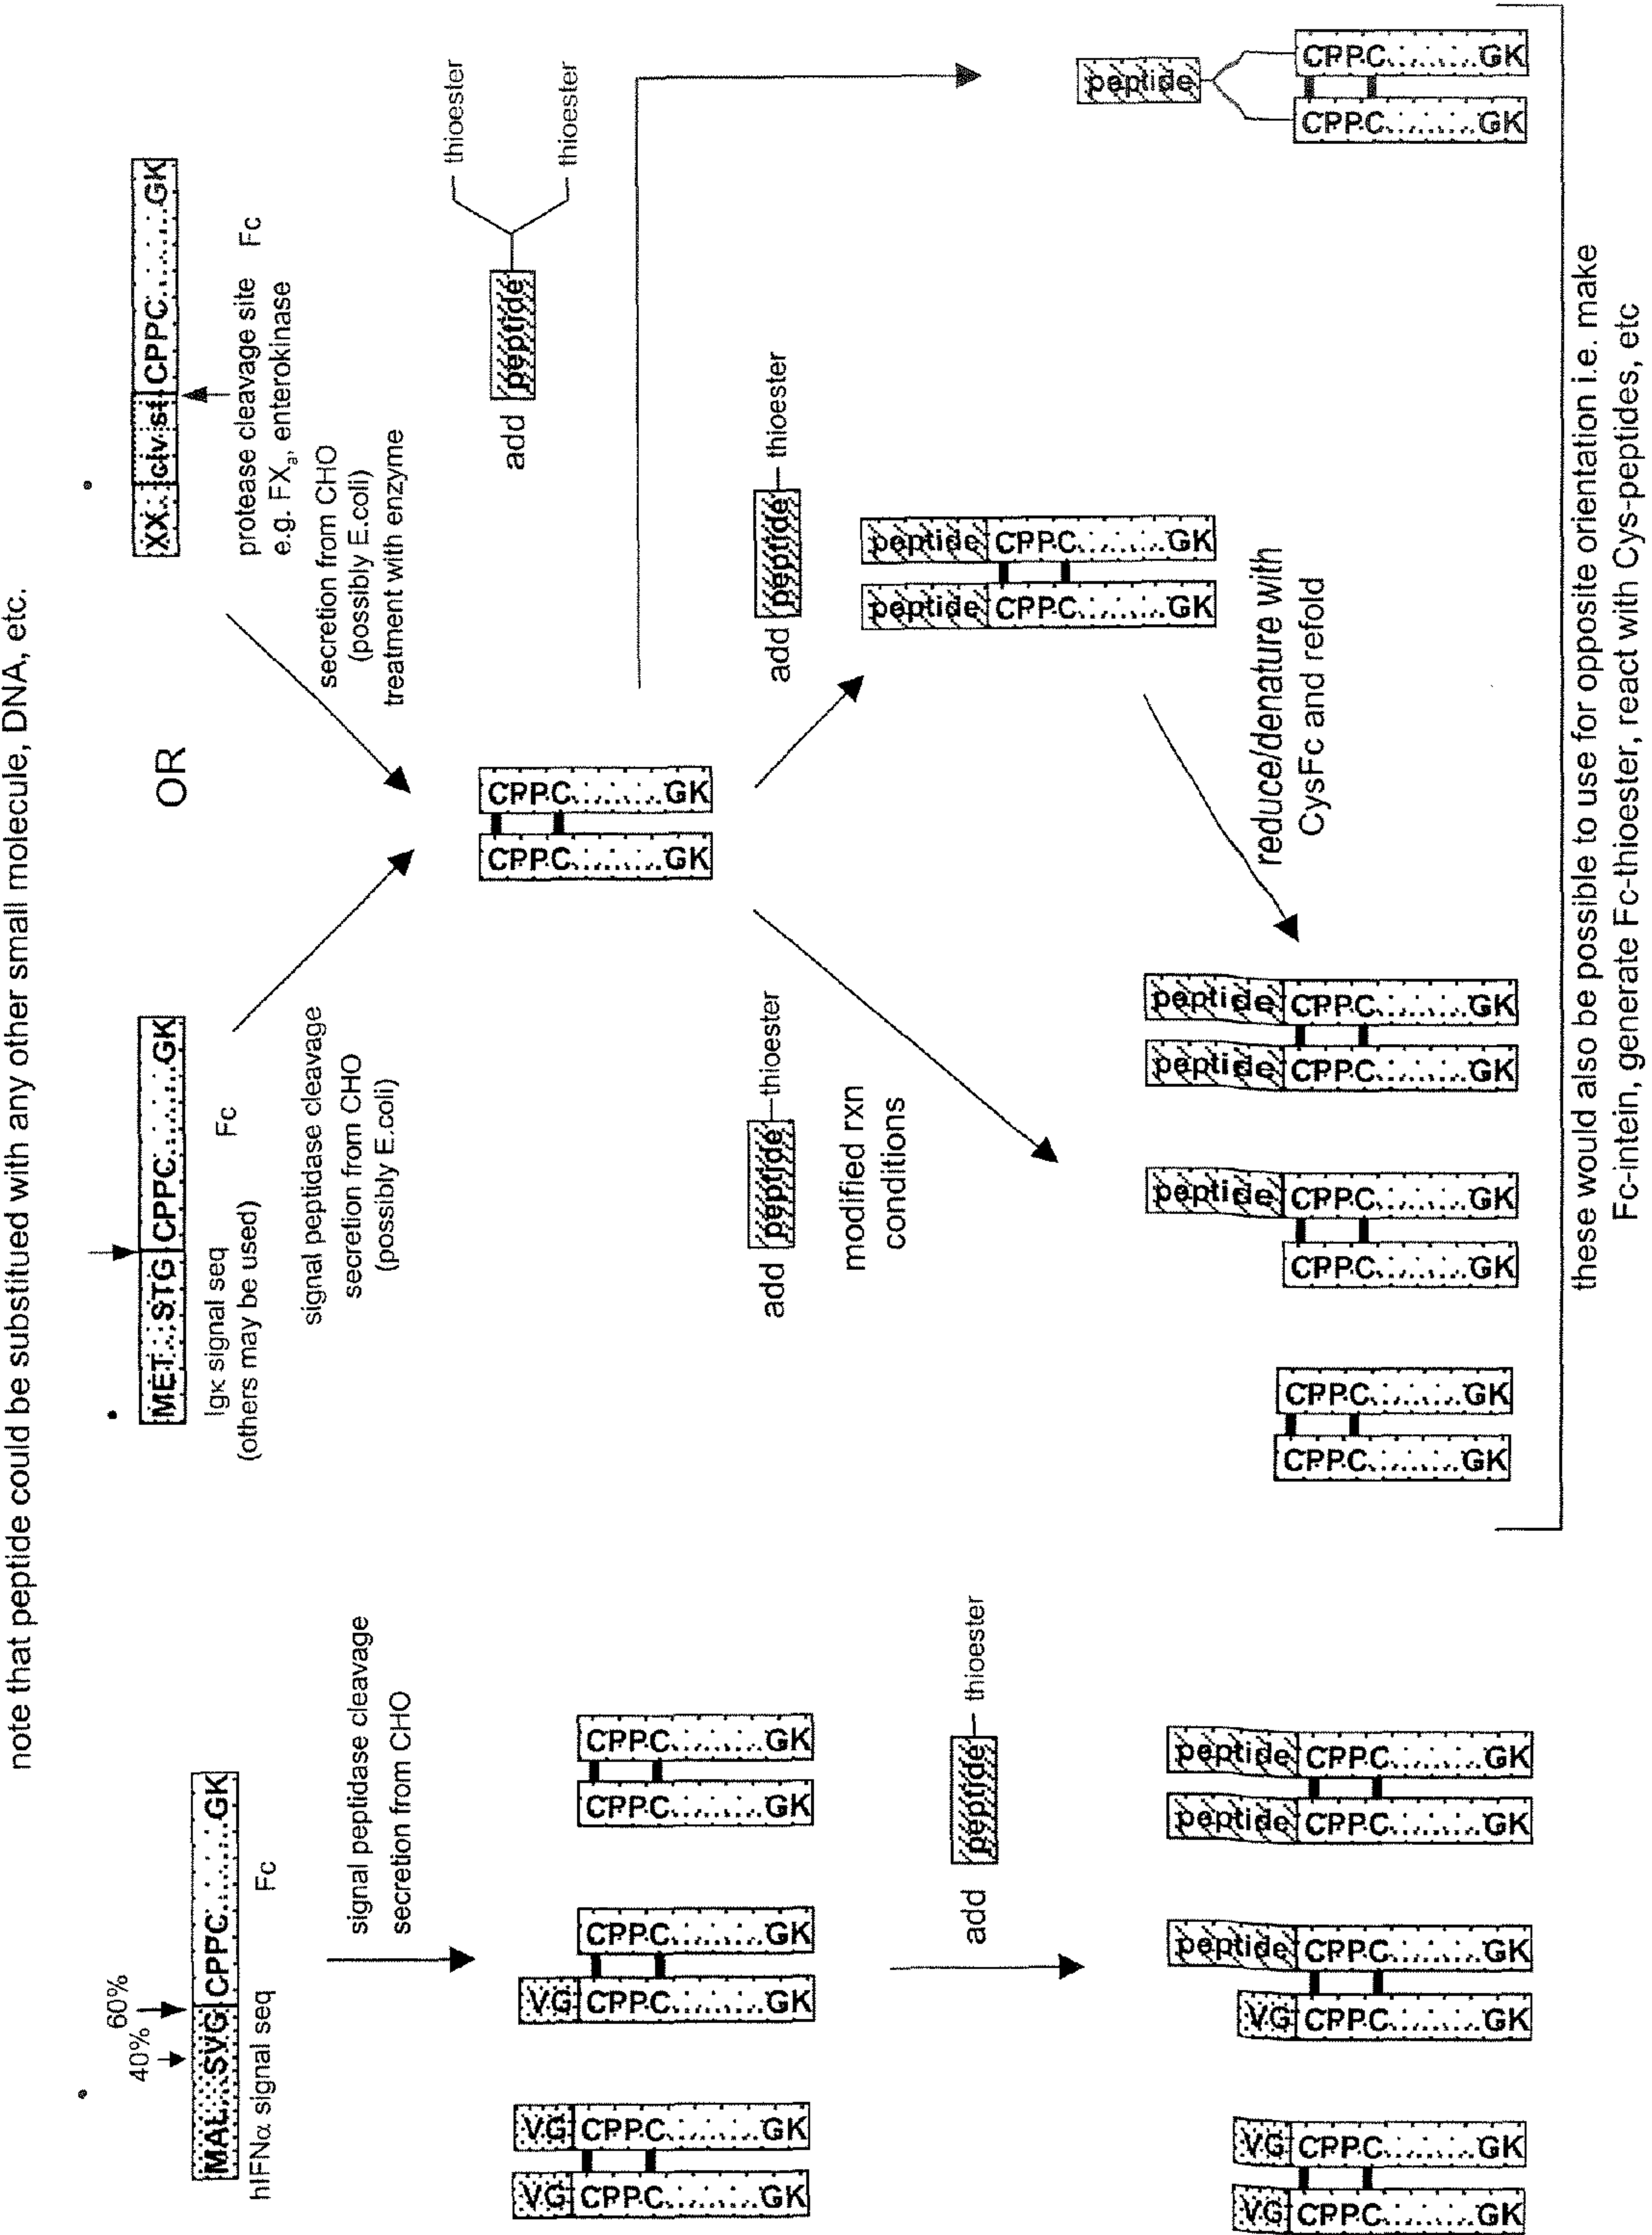 note that peptide could be substitued with any other small molecule, DNA, etc.
40%
60%
MAL...SVG CPPC......GK
hIFNα signal seq
Fc
signal peptidase cleavage
secretion from CHO
VG CPPC........GK
VG CPPC........GK
VG CPPC........GK
CPPC........GK
CPPC........GK
CPPC........GK
add peptide thioester
VG CPPC........GK
VG CPPC........GK
VG CPPC........GK
peptide CPPC........GK
peptide CPPC........GK
peptide CPPC........GK
MET...STG CPPC......GK
Igκ signal seq
(others may be used)
Fc
signal peptidase cleavage
secretion from CHO
(possibly E.coli)
OR
XX...clv st CPPC......GK
protease cleavage site
e.g. FXa, enterokinase
Fc
secretion from CHO
(possibly E.coli)
treatment with enzyme
CPPC........GK
CPPC........GK
add peptide thioester
thioester
add peptide thioester
modified rxn
conditions
add peptide thioester
peptide CPPC........GK
peptide CPPC........GK
reduce/denature with
CysFc and refold
CPPC........GK
CPPC........GK
CPPC........GK
peptide CPPC........GK
peptide CPPC........GK
peptide CPPC........GK
peptide
CPPC........GK
CPPC........GK
these would also be possible to use for opposite orientation i.e. make
Fc-intein, generate Fc-thioester, react with Cys-peptides, etc